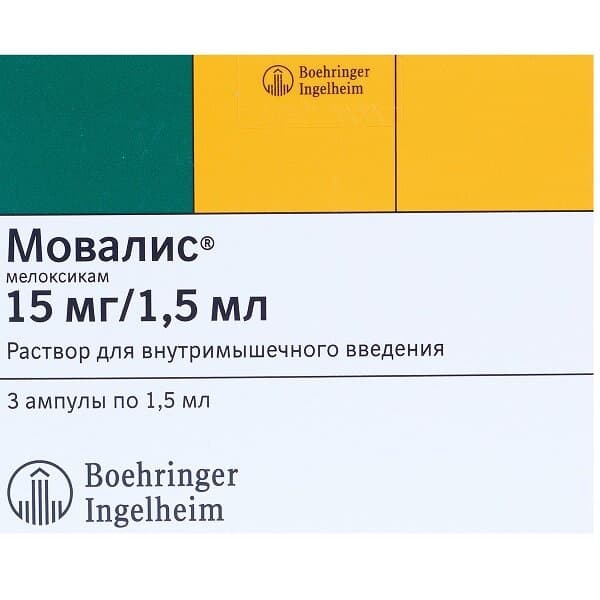 Boehringer
Ingelheim
Мовалис®
мелоксикам
15 мг/1,5 мл
Раствор для внутримышечного введения
3 ампулы по 1,5 мл
Boehringer
Ingelheim